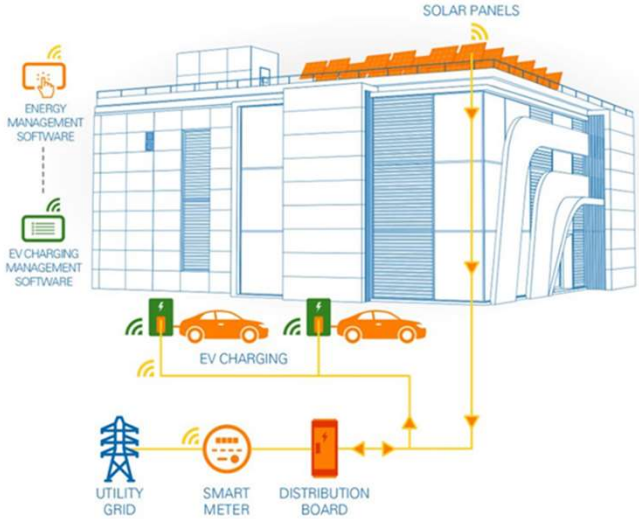 SOLAR PANELS
ENERGY
MANAGEMENT
SOFTWARE
EV CHARGING
MANAGEMENT
SOFTWARE
EV CHARGING
UTILITY
GRID
SMART
METER
DISTRIBUTION
BOARD